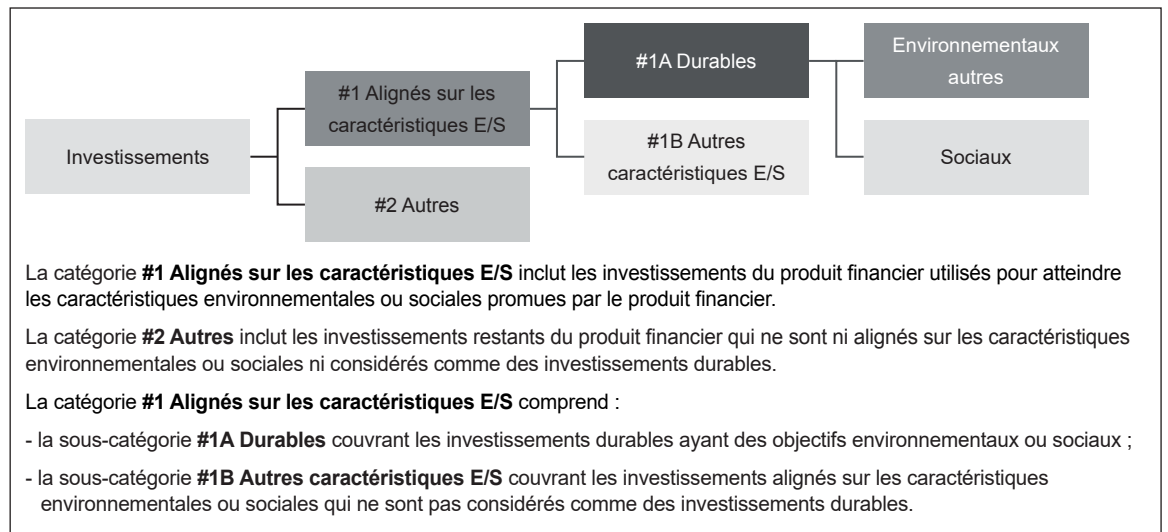 Investissements
#1 Alignés sur les
caractéristiques E/S
#2 Autres
#1A Durables
#1B Autres
caractéristiques E/S
Environnementaux
autres
Sociaux
La catégorie #1 Alignés sur les caractéristiques E/S inclut les investissements du produit financier utilisés pour atteindre
les caractéristiques environnementales ou sociales promues par le produit financier.
La catégorie #2 Autres inclut les investissements restants du produit financier qui ne sont ni alignés sur les caractéristiques
environnementales ou sociales ni considérés comme des investissements durables.
La catégorie #1 Alignés sur les caractéristiques E/S comprend :
- la sous-catégorie #1A Durables couvrant les investissements durables ayant des objectifs environnementaux ou sociaux ;
- la sous-catégorie #1B Autres caractéristiques E/S couvrant les investissements alignés sur les caractéristiques
environnementales ou sociales qui ne sont pas considérés comme des investissements durables.